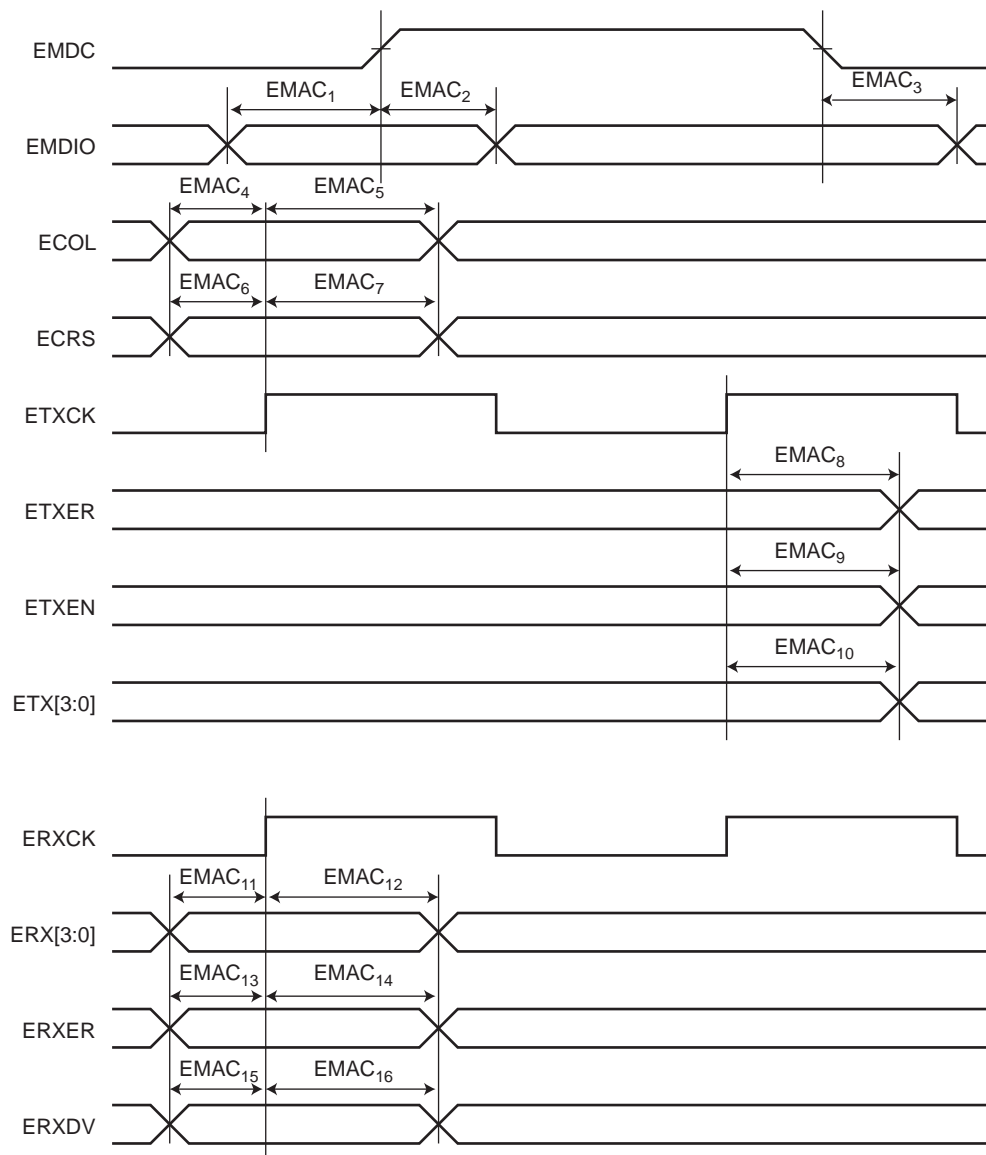 EMDC
EMAC₁ EMAC₂ EMAC₃
EMDIO
EMAC₄ EMAC₅
ECOL
EMAC₆ EMAC₇
ECRS
ETXCK
EMAC₈
ETXER
EMAC₉
ETXEN
EMAC₁₀
ETX[3:0]
ERXCK
EMAC₁₁ EMAC₁₂
ERX[3:0]
EMAC₁₃ EMAC₁₄
ERXER
EMAC₁₅ EMAC₁₆
ERXDV